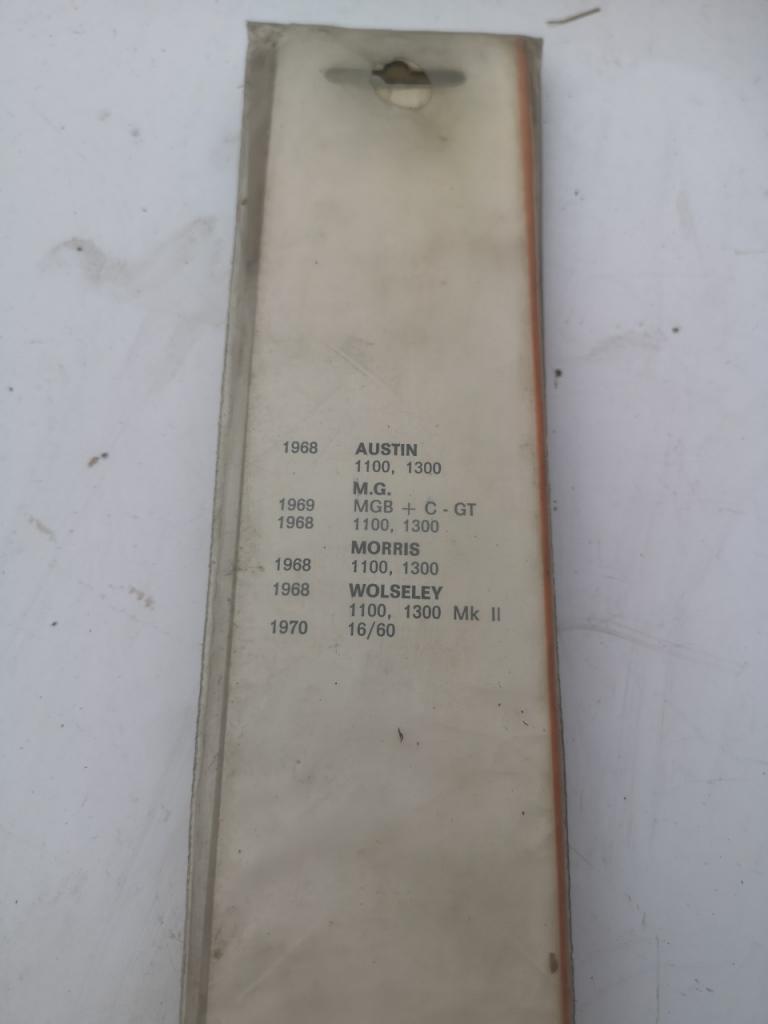 1968 AUSTIN
1100, 1300
M.G.
1969 MGB + C - GT
1968 1100, 1300
MORRIS
1968 1100, 1300
1968 WOLSELEY
1100, 1300 Mk II
1970 16/60